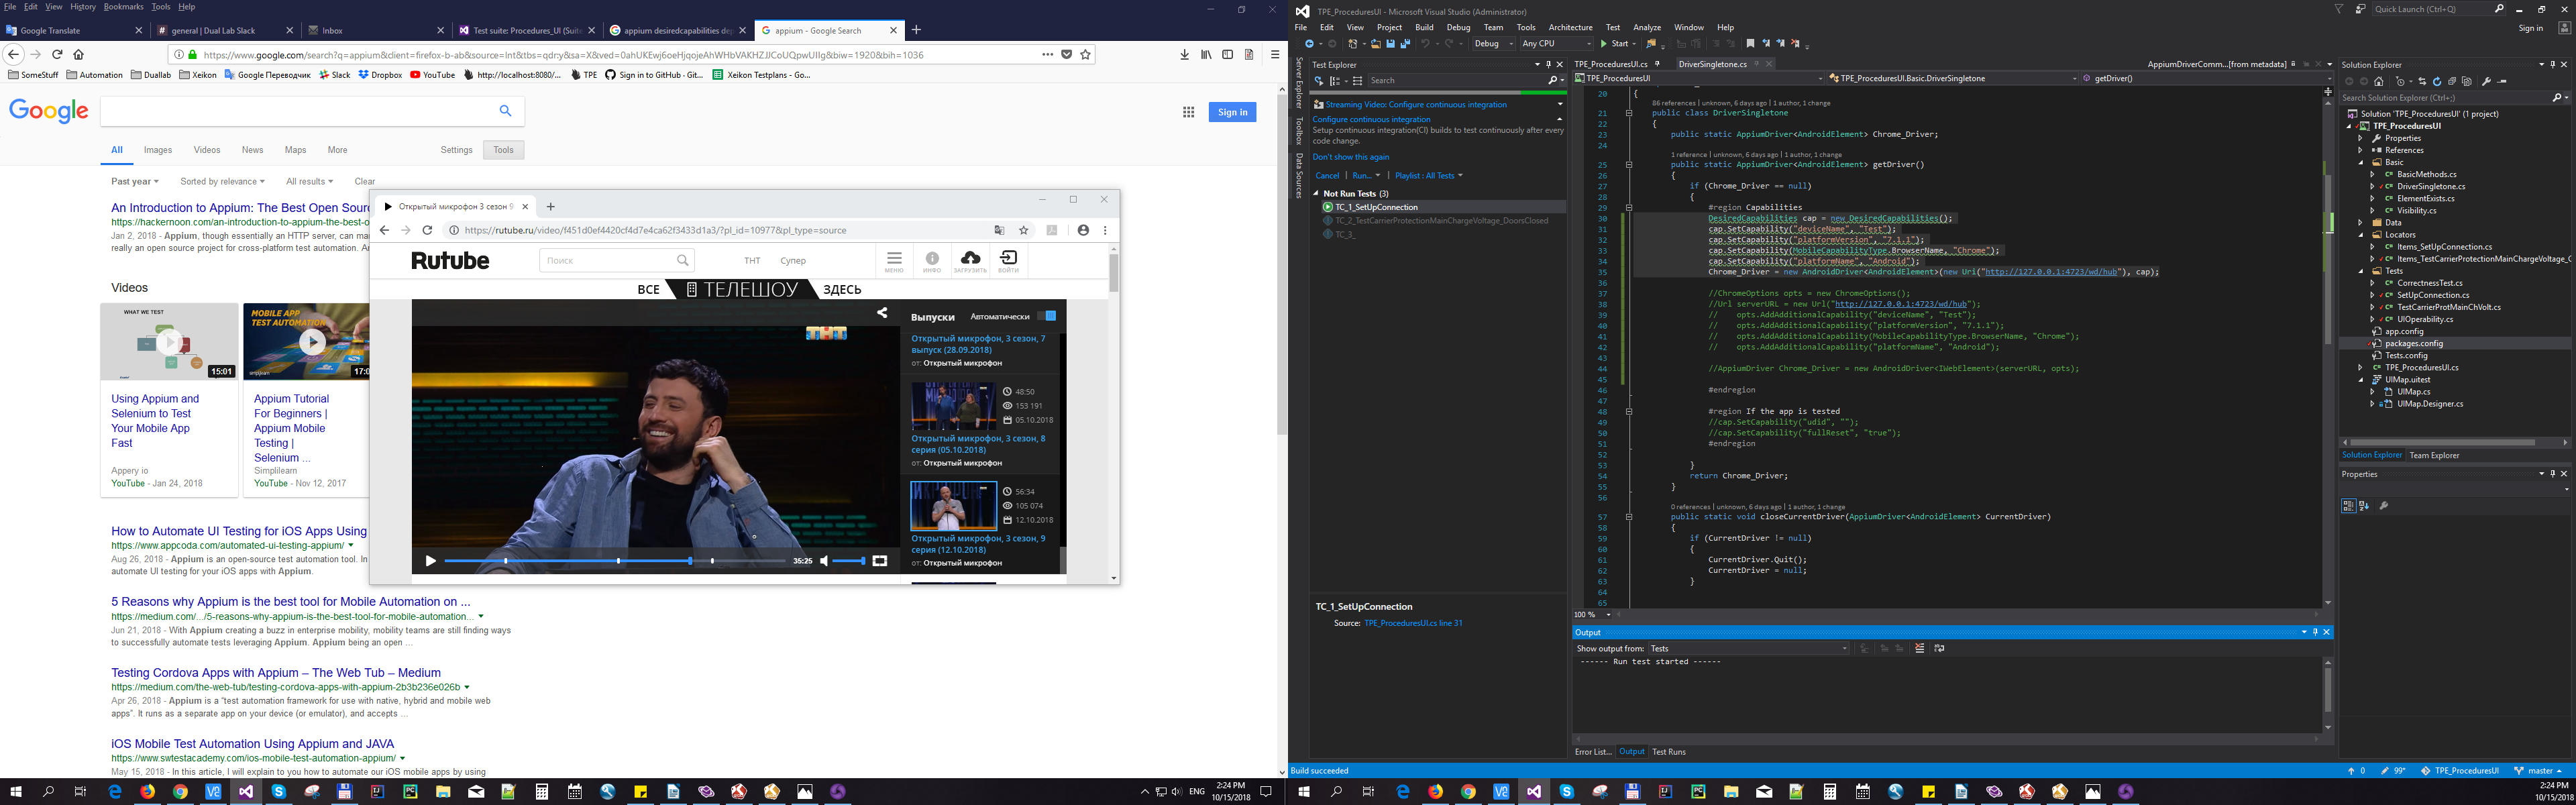 File Edit View History Bookmarks Tools Help
Google Translate
general | Dual Lab Slack
Inbox
Test suite: Procedures_UI (Suite
appium desiredcapabilities dep
appium - Google Search
https://www.google.com/search?q=appium&client=firefox-b-ab&source=lnt&tbs=qdr:y&sa=X&ved=0ahUKEwj6oeHjqojeAhWHbVAKHZJJCoUQpwUIIg&biw=1920&bih=1036
SomeStuff Automation Duallab Xeikon Google Переводчик Slack Dropbox YouTube http://localhost:8080/... TPE Sign in to GitHub · Git... Xeikon Testplans - Go...
Google
Sign in
All Images Videos News Maps More Settings Tools
Past year Sorted by relevance All results Clear
An Introduction to Appium: The Best Open Sour
https://hackernoon.com/an-introduction-to-appium-the-best-o
Jan 2, 2018 - Appium, though essentially an HTTP server, can mar
really an open source project for cross-platform test automation. A
Videos
WHAT WE TEST
15:01
MOBILE APP
TEST AUTOMATION
17:0
Using Appium and
Selenium to Test
Your Mobile App
Fast
Appery io
YouTube - Jan 24, 2018
Appium Tutorial
For Beginners |
Appium Mobile
Testing |
Selenium ...
Simplilearn
YouTube - Nov 12, 2017
How to Automate UI Testing for iOS Apps Using
https://www.appcoda.com/automated-ui-testing-appium/
Aug 26, 2018 - Appium is an open-source test automation tool. In
automate UI testing for your iOS apps with Appium.
5 Reasons why Appium is the best tool for Mobile Automation on ...
https://medium.com/.../5-reasons-why-appium-is-the-best-tool-for-mobile-automation...
Jun 21, 2018 - With Appium creating a buzz in enterprise mobility, mobility teams are still finding ways
to successfully automate tests leveraging Appium. Appium being an open ...
Testing Cordova Apps with Appium – The Web Tub – Medium
https://medium.com/the-web-tub/testing-cordova-apps-with-appium-2b3b236e026b
Apr 26, 2018 - Appium is a "test automation framework for use with native, hybrid and mobile web
apps". It runs as a separate app on your device (or emulator), and accepts ...
iOS Mobile Test Automation Using Appium and JAVA
https://www.swtestacademy.com/ios-mobile-test-automation-appium/
May 15, 2018 - In this article, I will explain to you how to automate our iOS mobile apps by using
Открытый микрофон 3 сезон 9
https://rutube.ru/video/f451d0ef4420cf4d7e4ca62f3433d1a3/?pl_id=10977&pl_type=source
Rutube
Поиск
ТНТ Супер
МЕНЮ ИНФО ЗАГРУЗИТЬ ВОЙТИ
ВСЕ ТЕЛЕШОУ ЗДЕСЬ
Выпуски Автоматически
Открытый микрофон, 3 сезон, 7
выпуск (28.09.2018)
от: Открытый микрофон
48:50
153 191
05.10.2018
Открытый микрофон, 3 сезон, 8
серия (05.10.2018)
от: Открытый микрофон
56:34
105 074
12.10.2018
Открытый микрофон, 3 сезон, 9
серия (12.10.2018)
от: Открытый микрофон
35:25
ENG
2:24 PM
10/15/2018
TPE_ProceduresUI - Microsoft Visual Studio (Administrator)
Quick Launch (Ctrl+Q)
File Edit View Project Build Debug Team Tools Architecture Test Analyze Window Help
Sign in
Debug Any CPU Start
Server Explorer Toolbox Data Sources
Test Explorer
Search
Streaming Video: Configure continuous integration
Configure continuous integration
Setup continuous integration(CI) builds to test continuously after every
code change.
Don't show this again
Cancel | Run... | Playlist : All Tests
Not Run Tests (3)
TC_1_SetUpConnection
TC_2_TestCarrierProtectionMainChargeVoltage_DoorsClosed
TC_3_
TC_1_SetUpConnection
Source: TPE_ProceduresUI.cs line 31
TPE_ProceduresUI.cs DriverSingletone.cs AppiumDriverComm...[from metadata]
TPE_ProceduresUI TPE_ProceduresUI.Basic.DriverSingletone getDriver()
20 {
86 references | unknown, 6 days ago | 1 author, 1 change
21 public class DriverSingletone
22 {
23 public static AppiumDriver<AndroidElement> Chrome_Driver;
24
1 reference | unknown, 6 days ago | 1 author, 1 change
25 public static AppiumDriver<AndroidElement> getDriver()
26 {
27 if (Chrome_Driver == null)
28 {
29 #region Capabilities
30 DesiredCapabilities cap = new DesiredCapabilities();
31 cap.SetCapability("deviceName", "Test");
32 cap.SetCapability("platformVersion", "7.1.1");
33 cap.SetCapability(MobileCapabilityType.BrowserName, "Chrome");
34 cap.SetCapability("platformName", "Android");
35 Chrome_Driver = new AndroidDriver<AndroidElement>(new Uri("http://127.0.0.1:4723/wd/hub"), cap);
36
37 //ChromeOptions opts = new ChromeOptions();
38 //Url serverURL = new Url("http://127.0.0.1:4723/wd/hub");
39 // opts.AddAdditionalCapability("deviceName", "Test");
40 // opts.AddAdditionalCapability("platformVersion", "7.1.1");
41 // opts.AddAdditionalCapability(MobileCapabilityType.BrowserName, "Chrome");
42 // opts.AddAdditionalCapability("platformName", "Android");
43
44 //AppiumDriver Chrome_Driver = new AndroidDriver<IWebElement>(serverURL, opts);
45
46 #endregion
47
48 #region If the app is tested
49 //cap.SetCapability("udid", "");
50 //cap.SetCapability("fullReset", "true");
51 #endregion
52
53 }
54 return Chrome_Driver;
55 }
56
0 references | unknown, 6 days ago | 1 author, 1 change
57 public static void closeCurrentDriver(AppiumDriver<AndroidElement> CurrentDriver)
58 {
59 if (CurrentDriver != null)
60 {
61 CurrentDriver.Quit();
62 CurrentDriver = null;
63 }
64
65
100 %
Output
Show output from: Tests
------ Run test started ------
Error List... Output Test Runs
Solution Explorer
Search Solution Explorer (Ctrl+;)
Solution 'TPE_ProceduresUI' (1 project)
TPE_ProceduresUI
Properties
References
Basic
BasicMethods.cs
DriverSingletone.cs
ElementExists.cs
Visibility.cs
Data
Locators
Items_SetUpConnection.cs
Items_TestCarrierProtectionMainChargeVoltage_C
Tests
CorrectnessTest.cs
SetUpConnection.cs
TestCarrierProtMainChVolt.cs
UIOperability.cs
app.config
packages.config
Tests.config
TPE_ProceduresUI.cs
UIMap.uitest
UIMap.cs
UIMap.Designer.cs
Solution Explorer Team Explorer
Properties
Build succeeded
0 99* TPE_ProceduresUI master
2:24 PM
10/15/2018